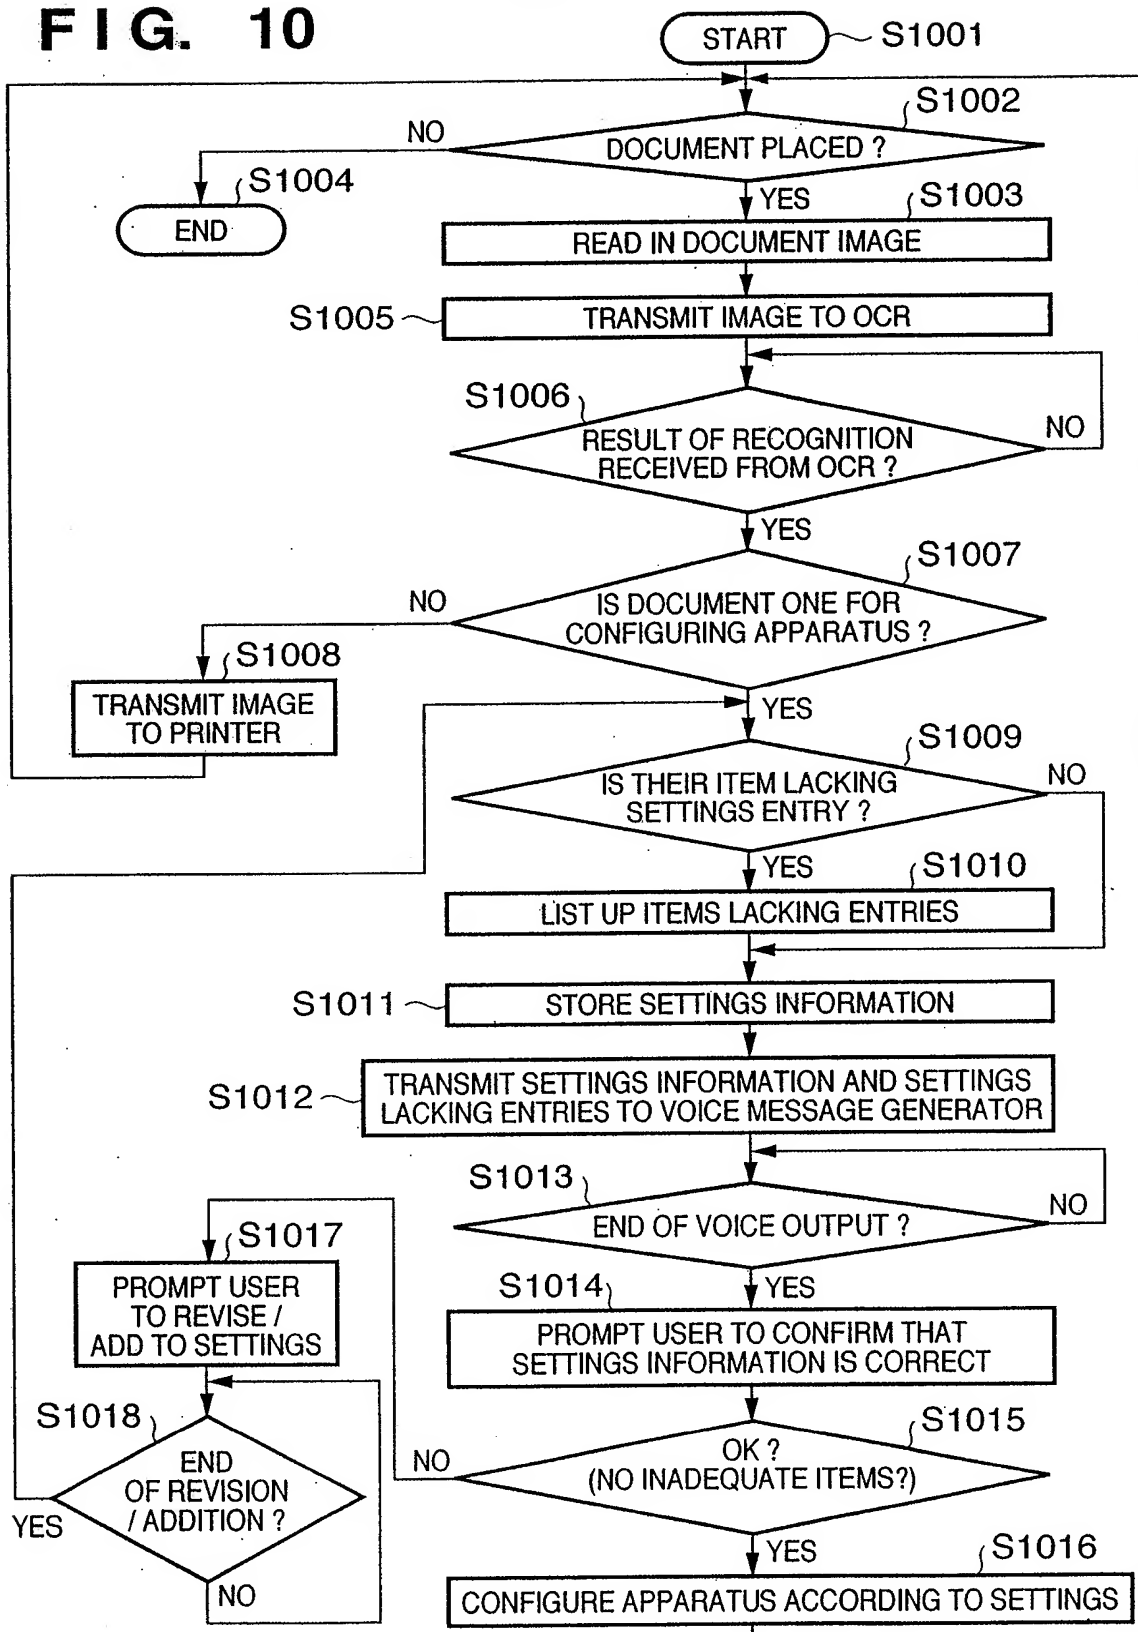 FIG. 10
START
S1001
S1002
NO
DOCUMENT PLACED ?
S1004
YES
S1003
END
READ IN DOCUMENT IMAGE
S1005
TRANSMIT IMAGE TO OCR
S1006
NO
RESULT OF RECOGNITION
RECEIVED FROM OCR ?
YES
S1007
NO
IS DOCUMENT ONE FOR
CONFIGURING APPARATUS ?
S1008
TRANSMIT IMAGE
TO PRINTER
YES
S1009
NO
IS THEIR ITEM LACKING
SETTINGS ENTRY ?
YES
S1010
LIST UP ITEMS LACKING ENTRIES
S1011
STORE SETTINGS INFORMATION
S1012
TRANSMIT SETTINGS INFORMATION AND SETTINGS
LACKING ENTRIES TO VOICE MESSAGE GENERATOR
S1013
NO
END OF VOICE OUTPUT ?
S1017
PROMPT USER
TO REVISE /
ADD TO SETTINGS
S1014
YES
PROMPT USER TO CONFIRM THAT
SETTINGS INFORMATION IS CORRECT
S1018
S1015
NO
OK ?
(NO INADEQUATE ITEMS?)
END
OF REVISION
/ ADDITION ?
YES
NO
YES
S1016
CONFIGURE APPARATUS ACCORDING TO SETTINGS